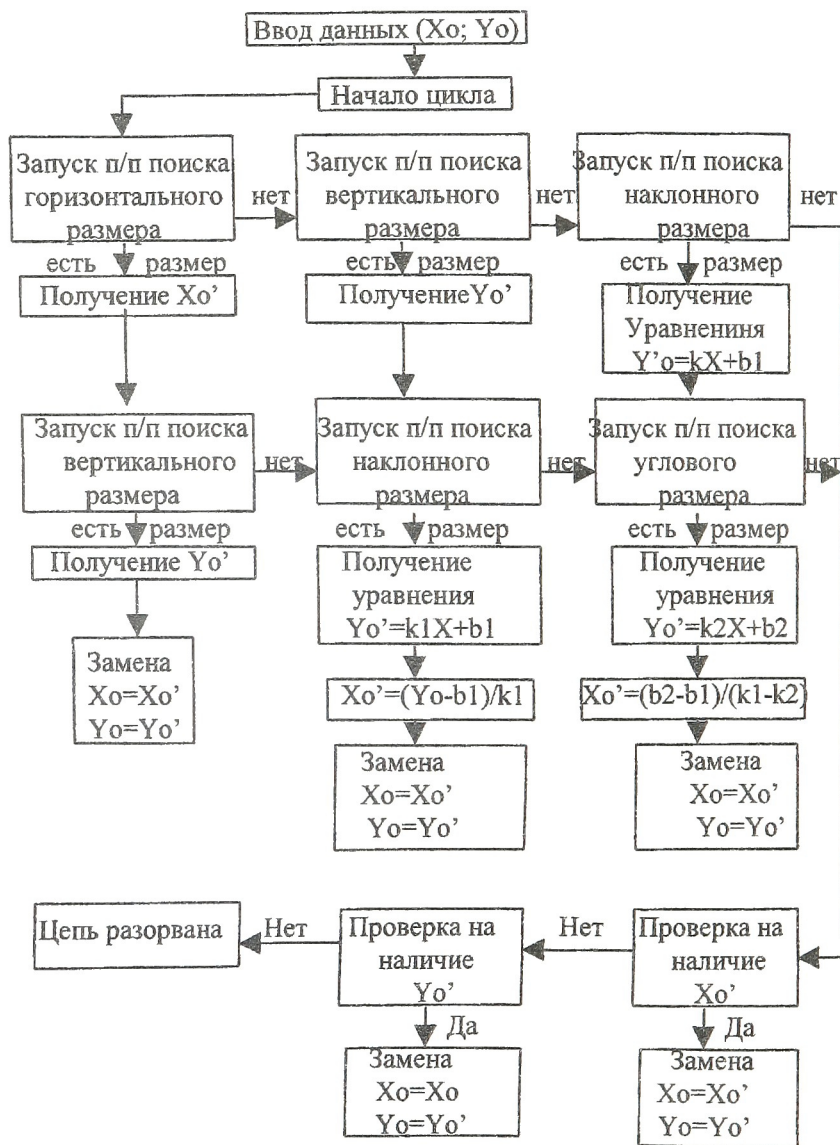 Ввод данных (Xo; Yo)
Начало цикла
Запуск п/п поиска
горизонтального
размера
нет
Запуск п/п поиска
вертикального
размера
нет
Запуск п/п поиска
наклонного
размера
нет
есть размер
Получение Xo’
есть размер
ПолучениеYo’
есть размер
Получение
Уравнениня
Y’o=kX+b1
Запуск п/п поиска
вертикального
размера
нет
Запуск п/п поиска
наклонного
размера
нет
Запуск п/п поиска
углового
размера
нет
есть размер
Получение Yo’
есть размер
Получение
уравнения
Yo’=k1X+b1
есть размер
Получение
уравнения
Yo’=k2X+b2
Замена
Xo=Xo’
Yo=Yo’
Xo’=(Yo-b1)/k1
Xo’=(b2-b1)/(k1-k2)
Замена
Xo=Xo’
Yo=Yo’
Замена
Xo=Xo’
Yo=Yo’
Цепь разорвана
Нет
Проверка на
наличие
Yo’
Нет
Проверка на
наличие
Xo’
Да
Замена
Xo=Xo
Yo=Yo’
Да
Замена
Xo=Xo’
Yo=Yo’